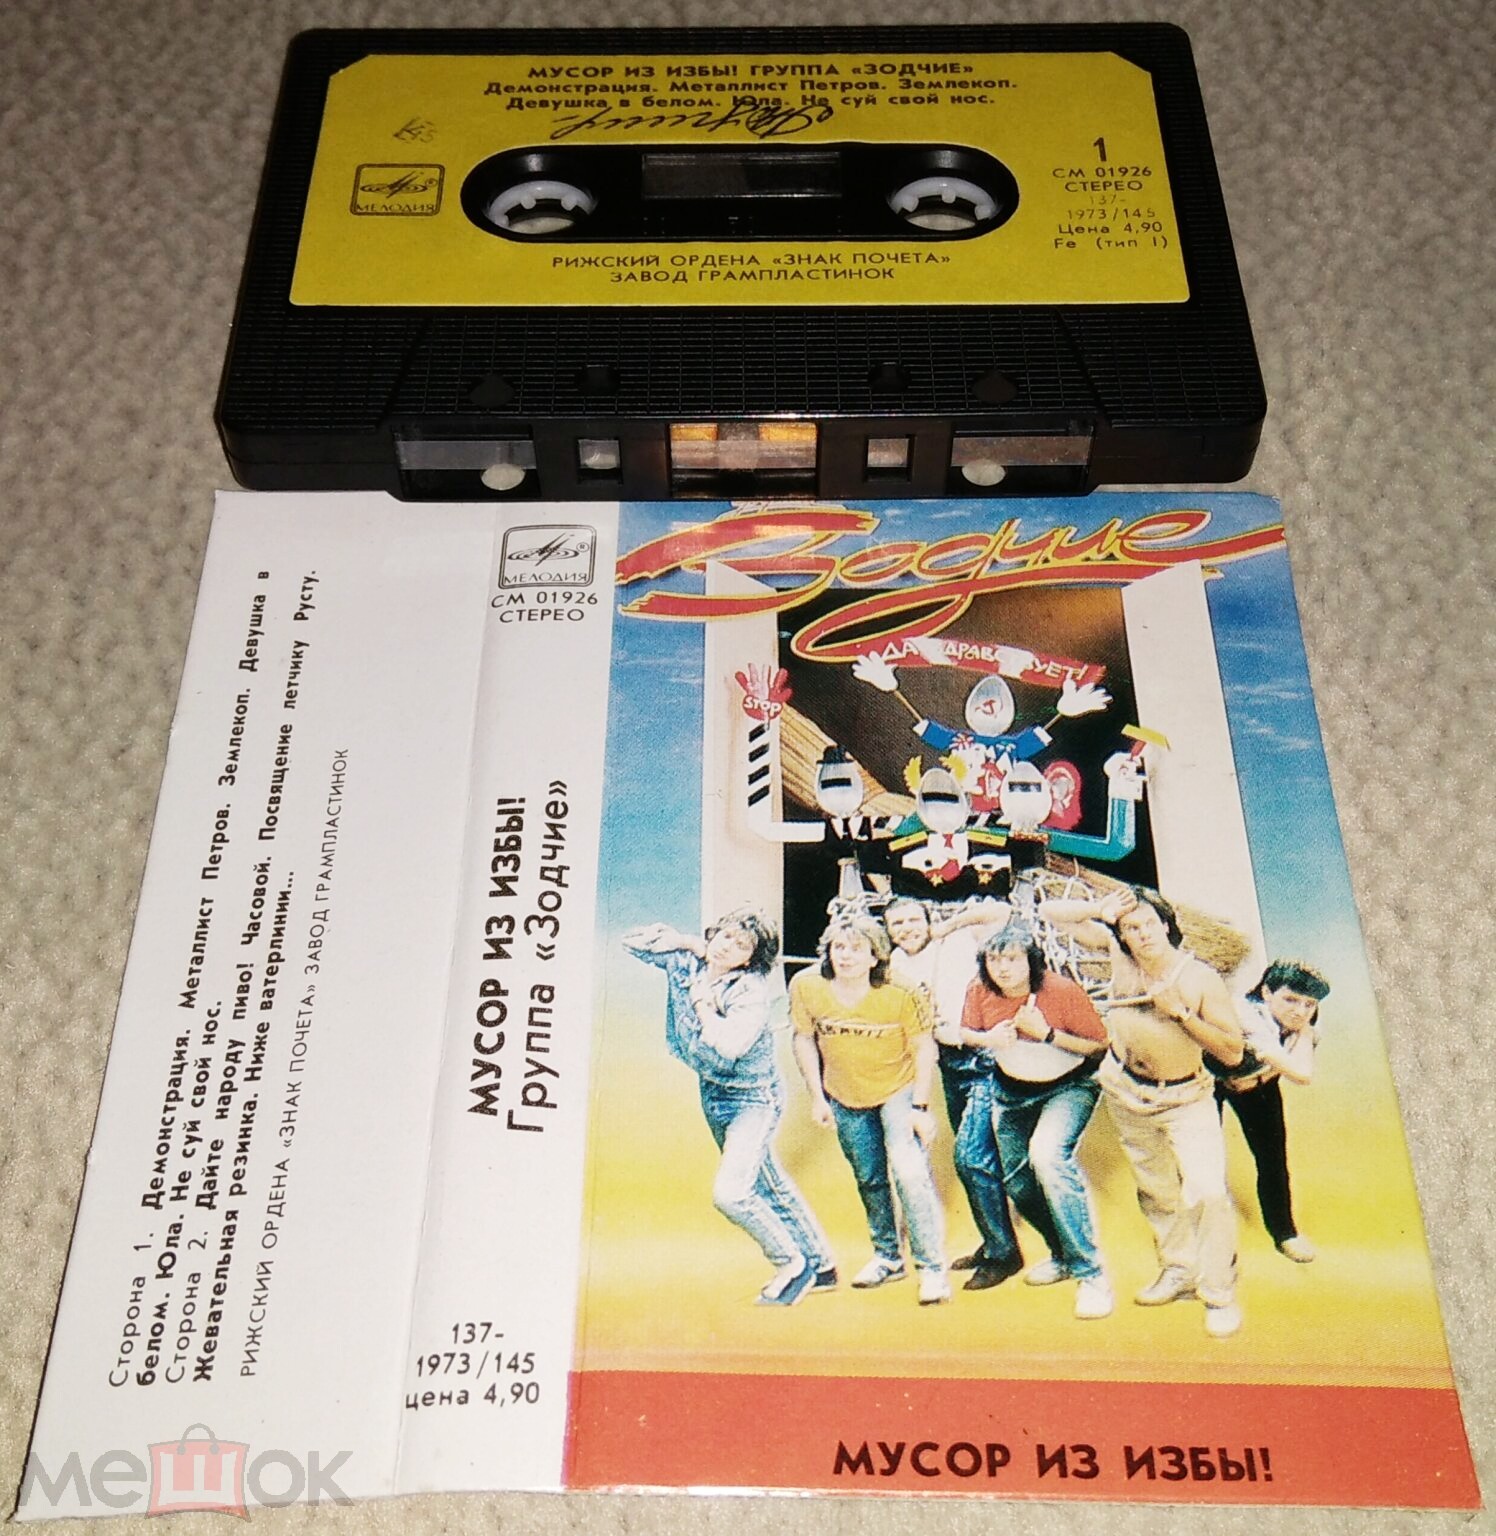 МУСОР ИЗ ИЗБЫ! ГРУППА «ЗОДЧИЕ»
Демонстрация. Металлист Петров. Землекоп.
Девушка в белом. Юла. Не суй свой нос.
МЕЛОДИЯ
1
СМ 01926
СТЕРЕО
137-
1973/145
Цена 4,90
Fe (тип I)
РИЖСКИЙ ОРДЕНА «ЗНАК ПОЧЕТА»
ЗАВОД ГРАМПЛАСТИНОК
Сторона 1. Демонстрация. Металлист Петров. Землекоп. Девушка в
белом. Юла. Не суй свой нос.
Сторона 2. Дайте народу пиво! Часовой. Посвящение летчику Русту.
Жевательная резинка. Ниже ватерлинии...
РИЖСКИЙ ОРДЕНА «ЗНАК ПОЧЕТА» ЗАВОД ГРАМПЛАСТИНОК
МЕЛОДИЯ
СМ 01926
СТЕРЕО
МУСОР ИЗ ИЗБЫ!
Группа «Зодчие»
137-
1973/145
цена 4,90
Зодчие
ДА ЗДРАВСТВУЕТ!
STOP
МУСОР ИЗ ИЗБЫ!
мешок